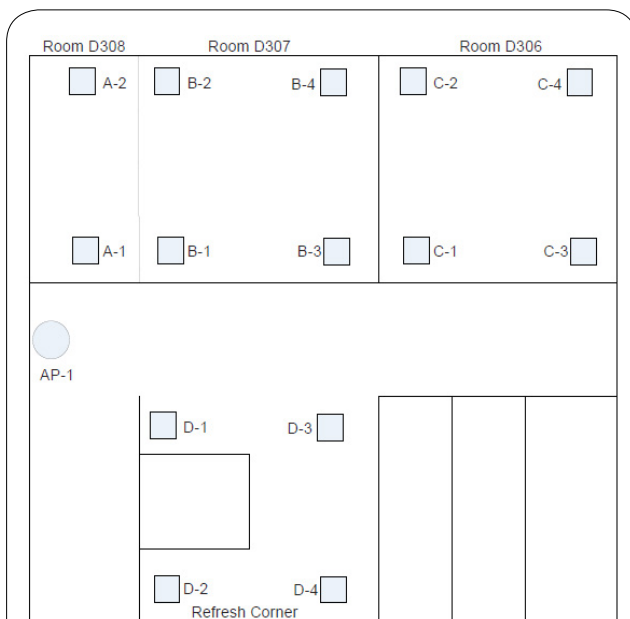 Room D308 Room D307 Room D306
A-2 B-2 B-4 C-2 C-4
A-1 B-1 B-3 C-1 C-3
AP-1
D-1 D-3
D-2 D-4
Refresh Corner